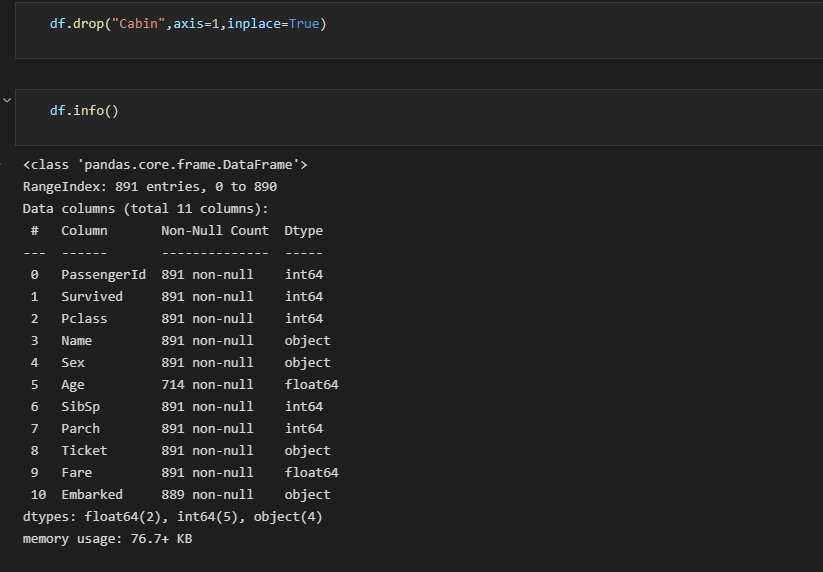 df.drop("Cabin",axis=1,inplace=True)
df.info()
<class 'pandas.core.frame.DataFrame'>
RangeIndex: 891 entries, 0 to 890
Data columns (total 11 columns):
 #   Column       Non-Null Count  Dtype
---  ------       --------------  -----
 0   PassengerId  891 non-null    int64
 1   Survived     891 non-null    int64
 2   Pclass       891 non-null    int64
 3   Name         891 non-null    object
 4   Sex          891 non-null    object
 5   Age          714 non-null    float64
 6   SibSp        891 non-null    int64
 7   Parch        891 non-null    int64
 8   Ticket       891 non-null    object
 9   Fare         891 non-null    float64
 10  Embarked     889 non-null    object
dtypes: float64(2), int64(5), object(4)
memory usage: 76.7+ KB